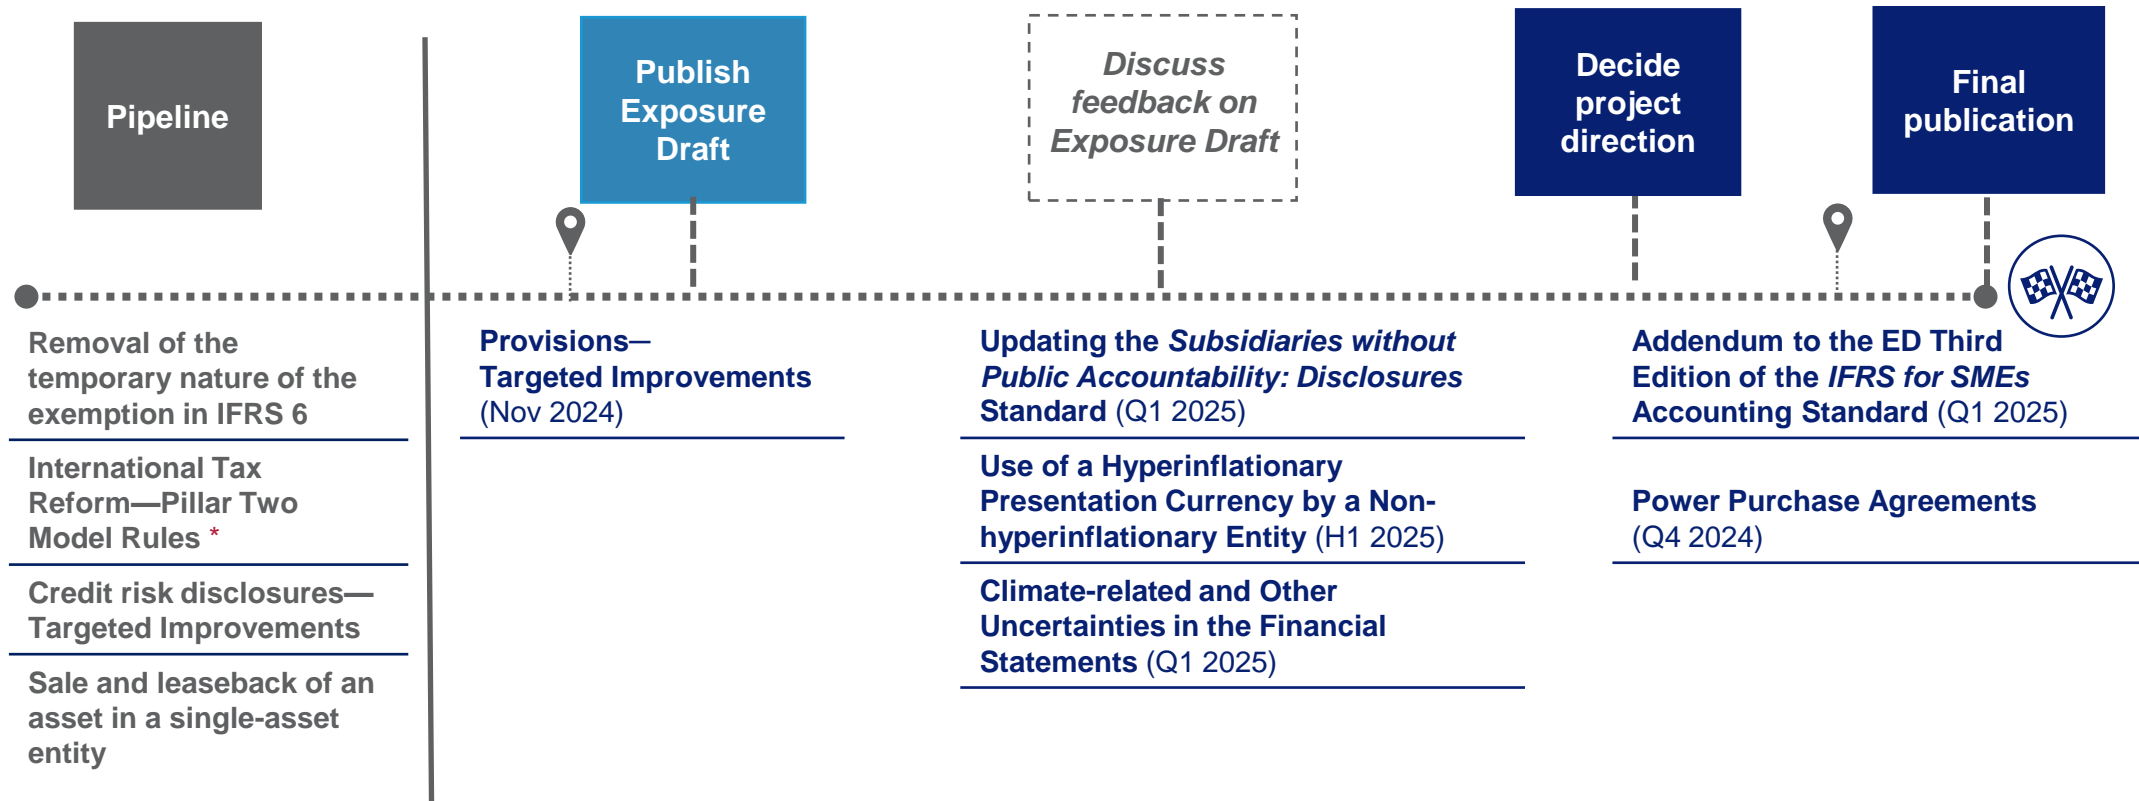 Pipeline
Publish
Exposure
Draft
Discuss
feedback on
Exposure Draft
Decide
project
direction
Final
publication
Removal of the
temporary nature of the
exemption in IFRS 6
International Tax
Reform—Pillar Two
Model Rules *
Credit risk disclosures—
Targeted Improvements
Sale and leaseback of an
asset in a single-asset
entity
Provisions—
Targeted Improvements
(Nov 2024)
Updating the Subsidiaries without
Public Accountability: Disclosures
Standard (Q1 2025)
Use of a Hyperinflationary
Presentation Currency by a Non-
hyperinflationary Entity (H1 2025)
Climate-related and Other
Uncertainties in the Financial
Statements (Q1 2025)
Addendum to the ED Third
Edition of the IFRS for SMEs
Accounting Standard (Q1 2025)
Power Purchase Agreements
(Q4 2024)